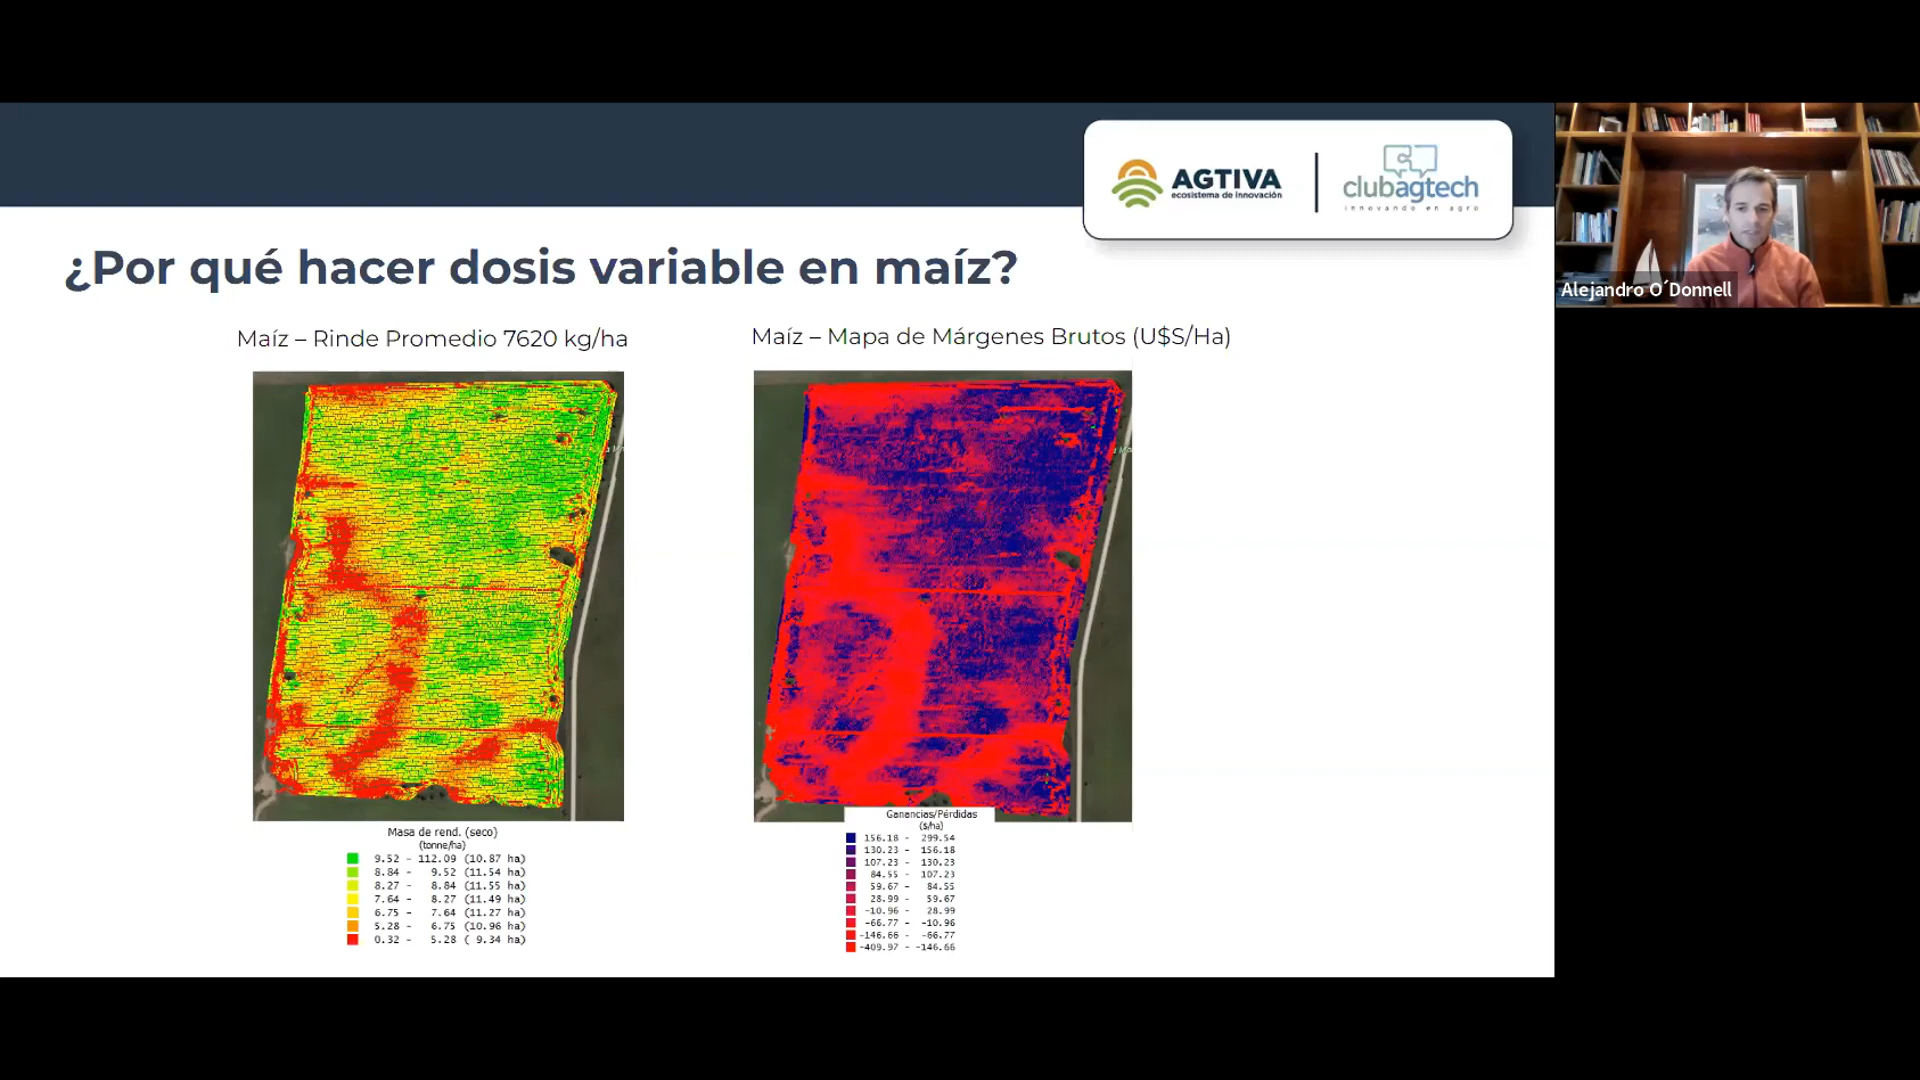 AGTIVA
ecosistema de innovación
clubagtech
innovando en agro
Alejandro O´Donnell
¿Por qué hacer dosis variable en maíz?
Maíz – Rinde Promedio 7620 kg/ha
Maíz – Mapa de Márgenes Brutos (U$S/Ha)
Masa de rend. (seco)
(tonne/ha)
9.52 - 112.09 (10.87 ha)
8.84 - 9.52 (11.54 ha)
8.27 - 8.84 (11.55 ha)
7.64 - 8.27 (11.49 ha)
6.75 - 7.64 (11.27 ha)
5.28 - 6.75 (10.96 ha)
0.32 - 5.28 ( 9.34 ha)
Ganancias/Pérdidas
($/ha)
156.18 - 299.54
130.23 - 156.18
107.23 - 130.23
84.55 - 107.23
59.67 - 84.55
28.99 - 59.67
-10.96 - 28.99
-66.77 - -10.96
-146.66 - -66.77
-409.97 - -146.66